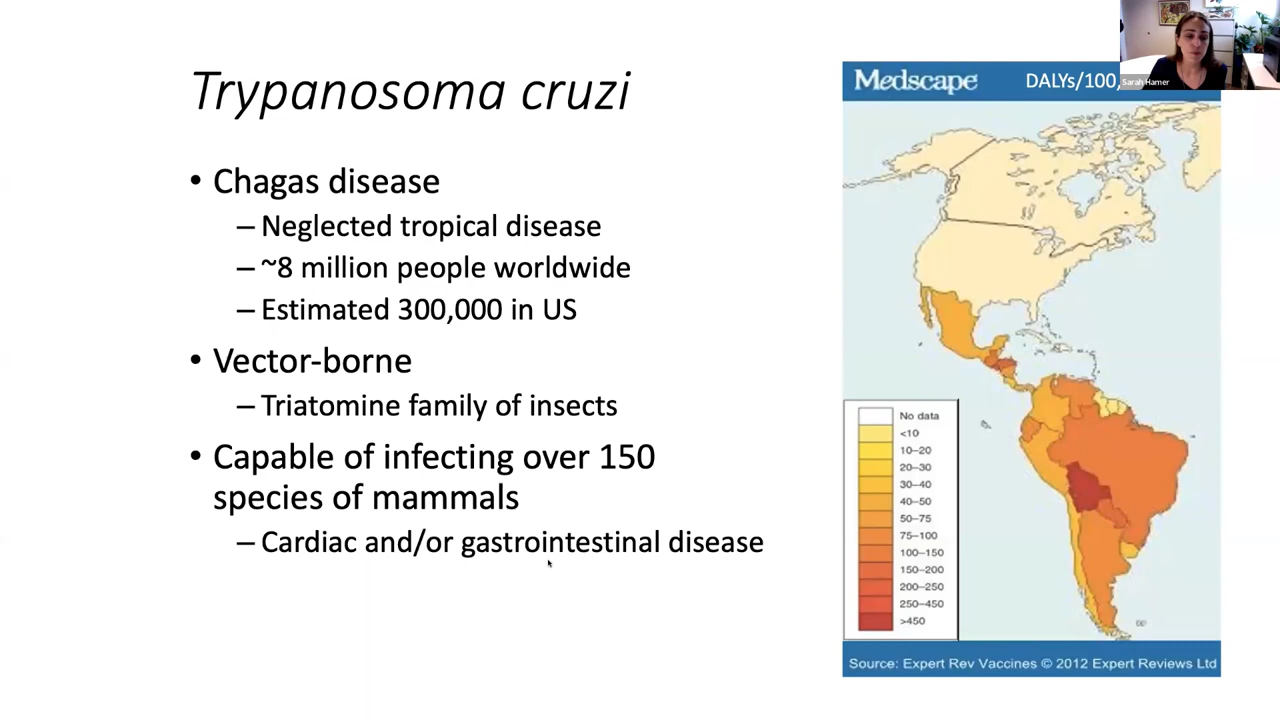 Trypanosoma cruzi
• Chagas disease
– Neglected tropical disease
– ~8 million people worldwide
– Estimated 300,000 in US
• Vector-borne
– Triatomine family of insects
• Capable of infecting over 150
species of mammals
– Cardiac and/or gastrointestinal disease
Medscape
DALYs/100,
Sarah Hamer
No data
<10
10–20
20–30
30–40
40–50
50–75
75–100
100–150
150–200
200–250
250–450
>450
Source: Expert Rev Vaccines © 2012 Expert Reviews Ltd